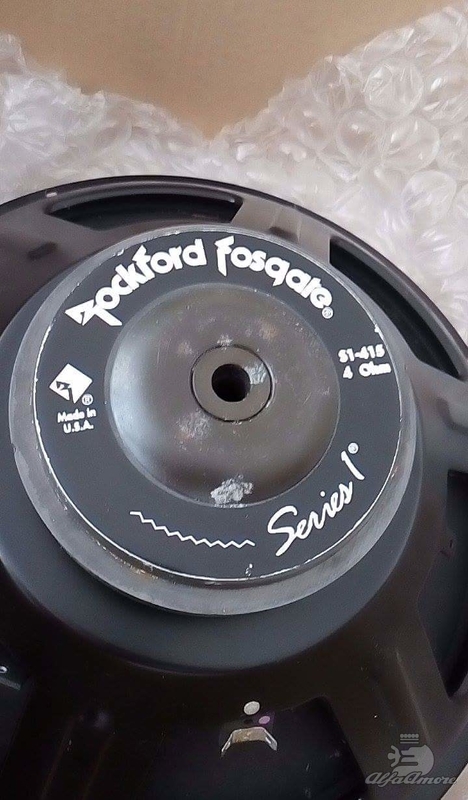 Rockford Fosgate®
S1-415
4 Ohm
®
Made in
U.S.A.
Series 1®
AlfaAmore